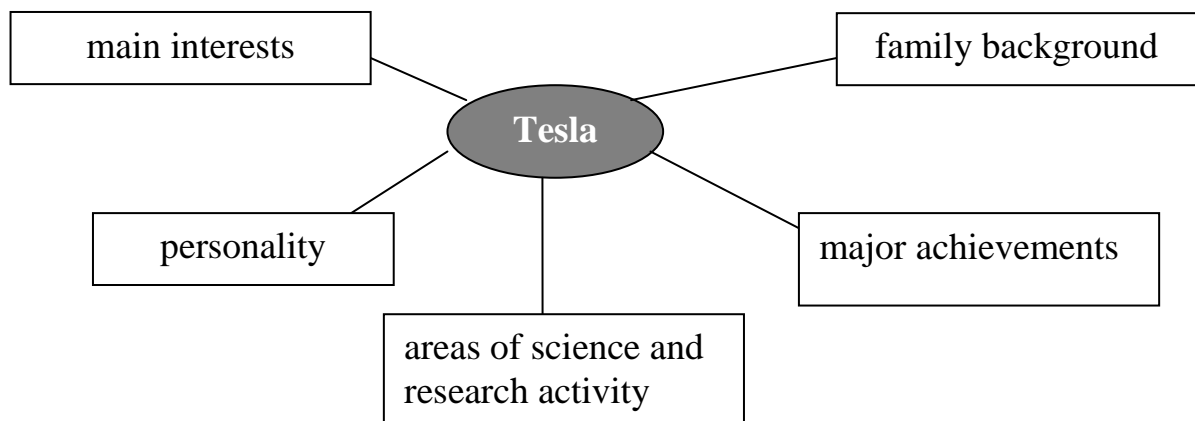 main interests
family background
Tesla
personality
major achievements
areas of science and
research activity